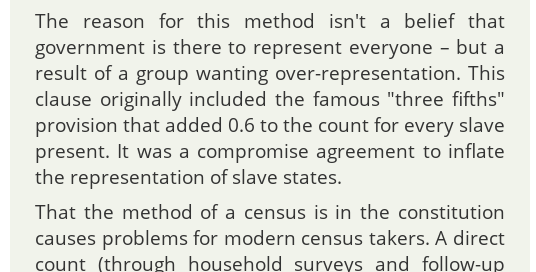 The reason for this method isn't a belief that
government is there to represent everyone – but a
result of a group wanting over-representation. This
clause originally included the famous "three fifths"
provision that added 0.6 to the count for every slave
present. It was a compromise agreement to inflate
the representation of slave states.
That the method of a census is in the constitution
causes problems for modern census takers. A direct
count (through household surveys and follow-up